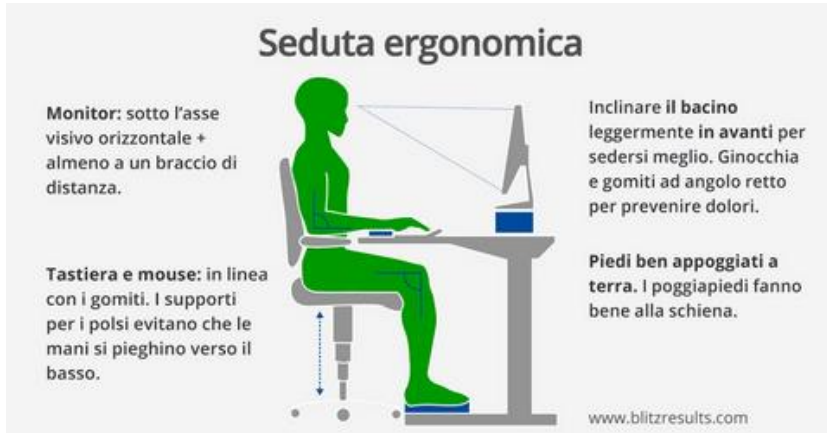 Seduta ergonomica
Monitor: sotto l'asse
visivo orizzontale +
almeno a un braccio di
distanza.
Tastiera e mouse: in linea
con i gomiti. I supporti
per i polsi evitano che le
mani si pieghino verso il
basso.
Inclinare il bacino
leggermente in avanti per
sedersi meglio. Ginocchia
e gomiti ad angolo retto
per prevenire dolori.
Piedi ben appoggiati a
terra. I poggiapiedi fanno
bene alla schiena.
www.blitzresults.com